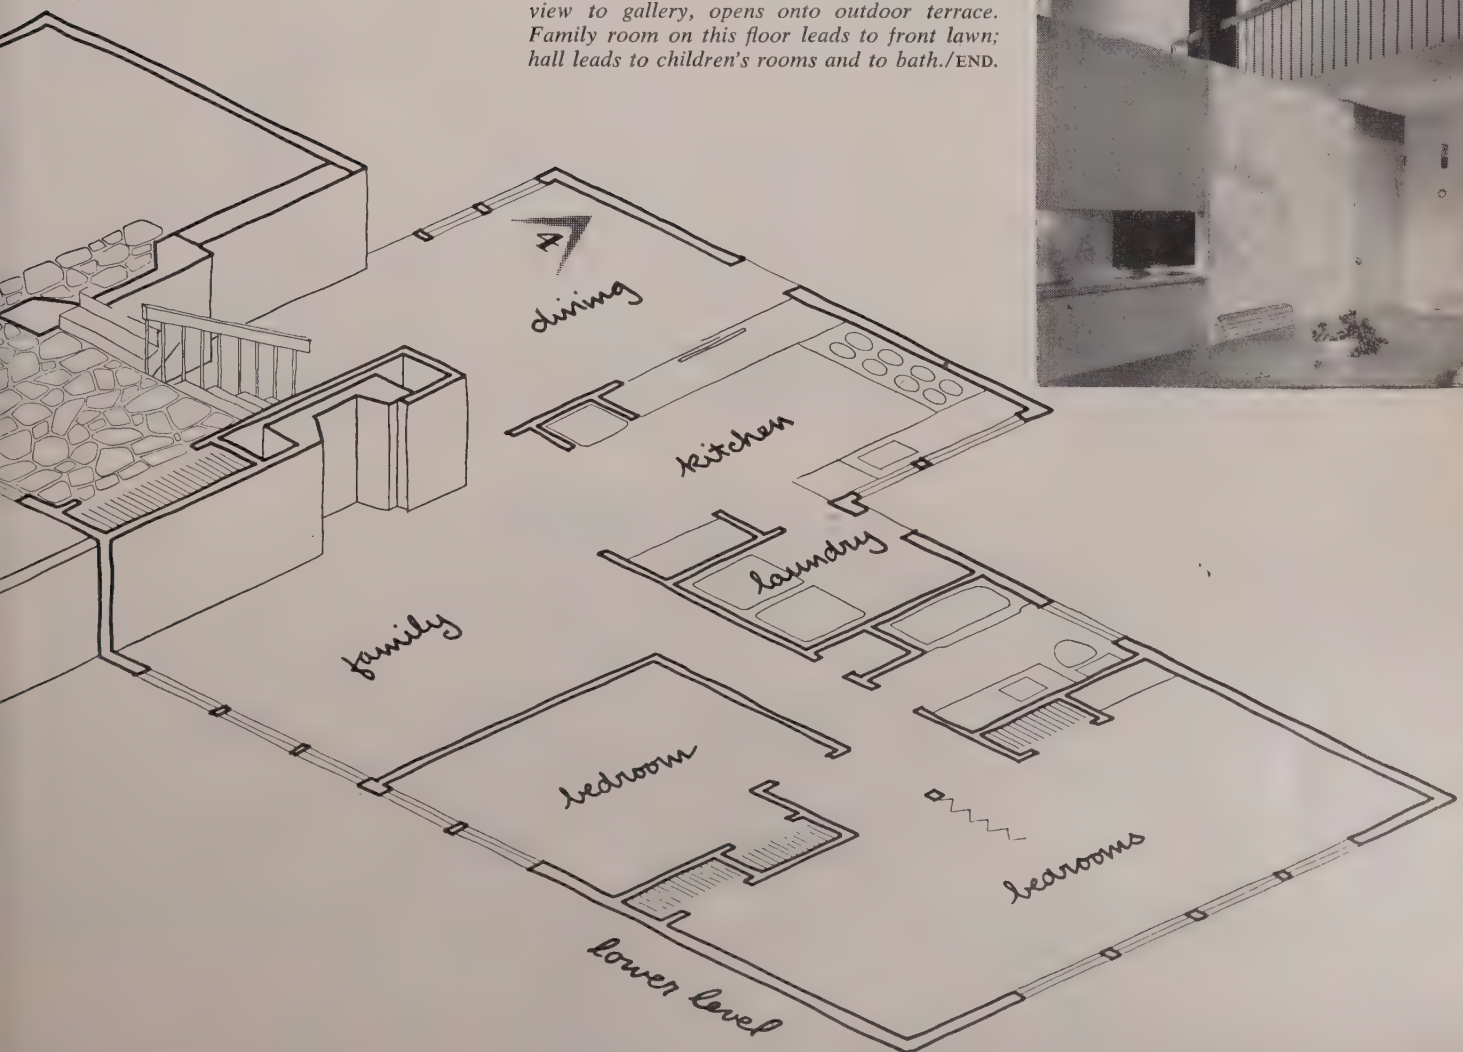 view to gallery, opens onto outdoor terrace.
Family room on this floor leads to front lawn;
hall leads to children's rooms and to bath./END.
4
dining
kitchen
laundry
family
bedroom
bedrooms
lower level